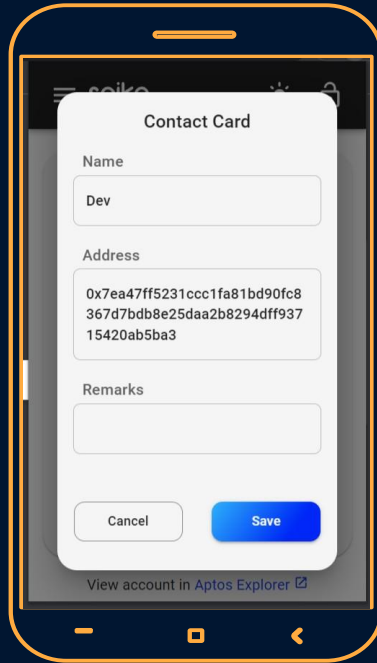 Contact Card
Name
Dev
Address
0x7ea47ff5231ccc1fa81bd90fc8
367d7bdb8e25daa2b8294dff937
15420ab5ba3
Remarks
Cancel
Save
View account in Aptos Explorer